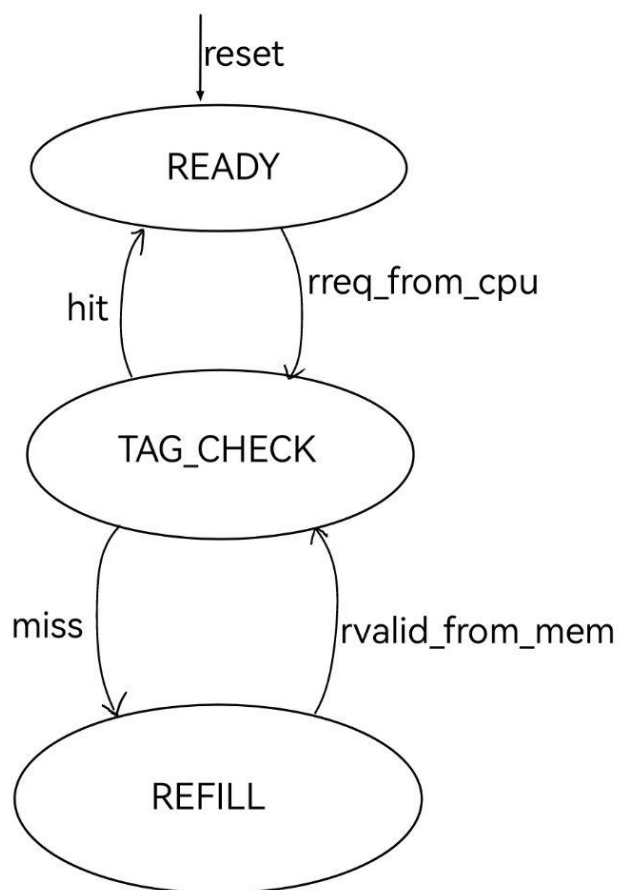 reset
READY
hit
rreq_from_cpu
TAG_CHECK
miss
rvalid_from_mem
REFILL